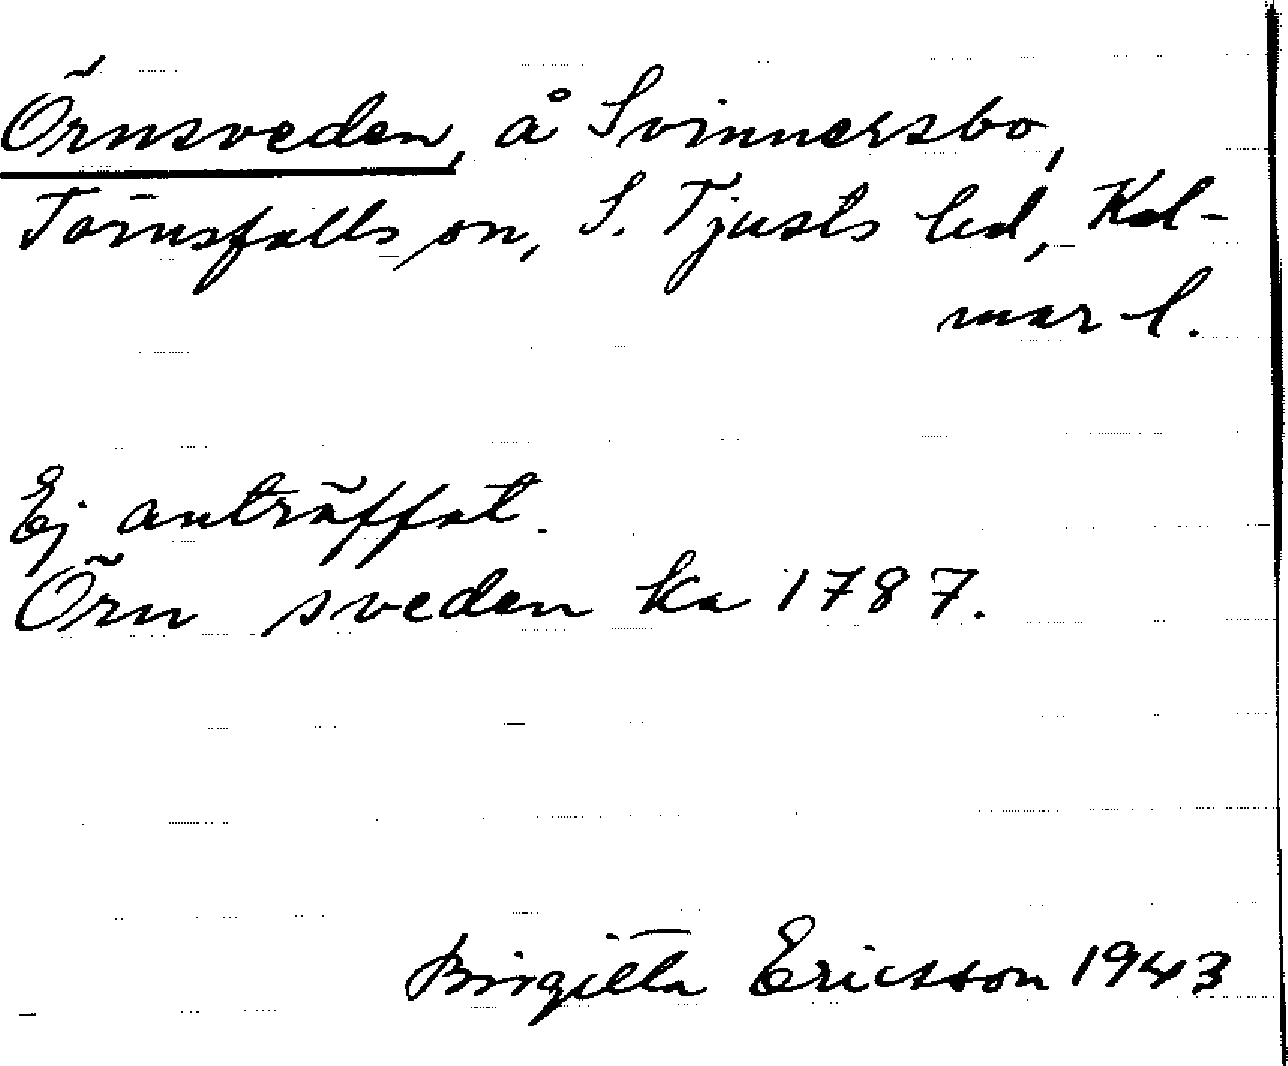 Örnsveden, å Svinnersbo,
Törnsfalls sn, S. Tjusts hd, Kal-
mar l.
Ej anträffat.
Örn sveden ka 1787.
Birgitta Ericsson 1943